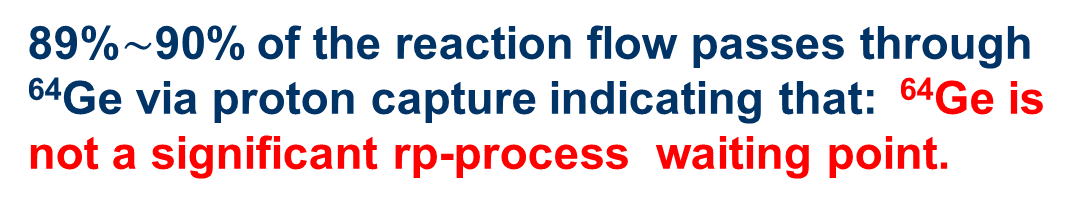 89%~90% of the reaction flow passes through
⁶⁴Ge via proton capture indicating that:  ⁶⁴Ge is
not a significant rp-process  waiting point.